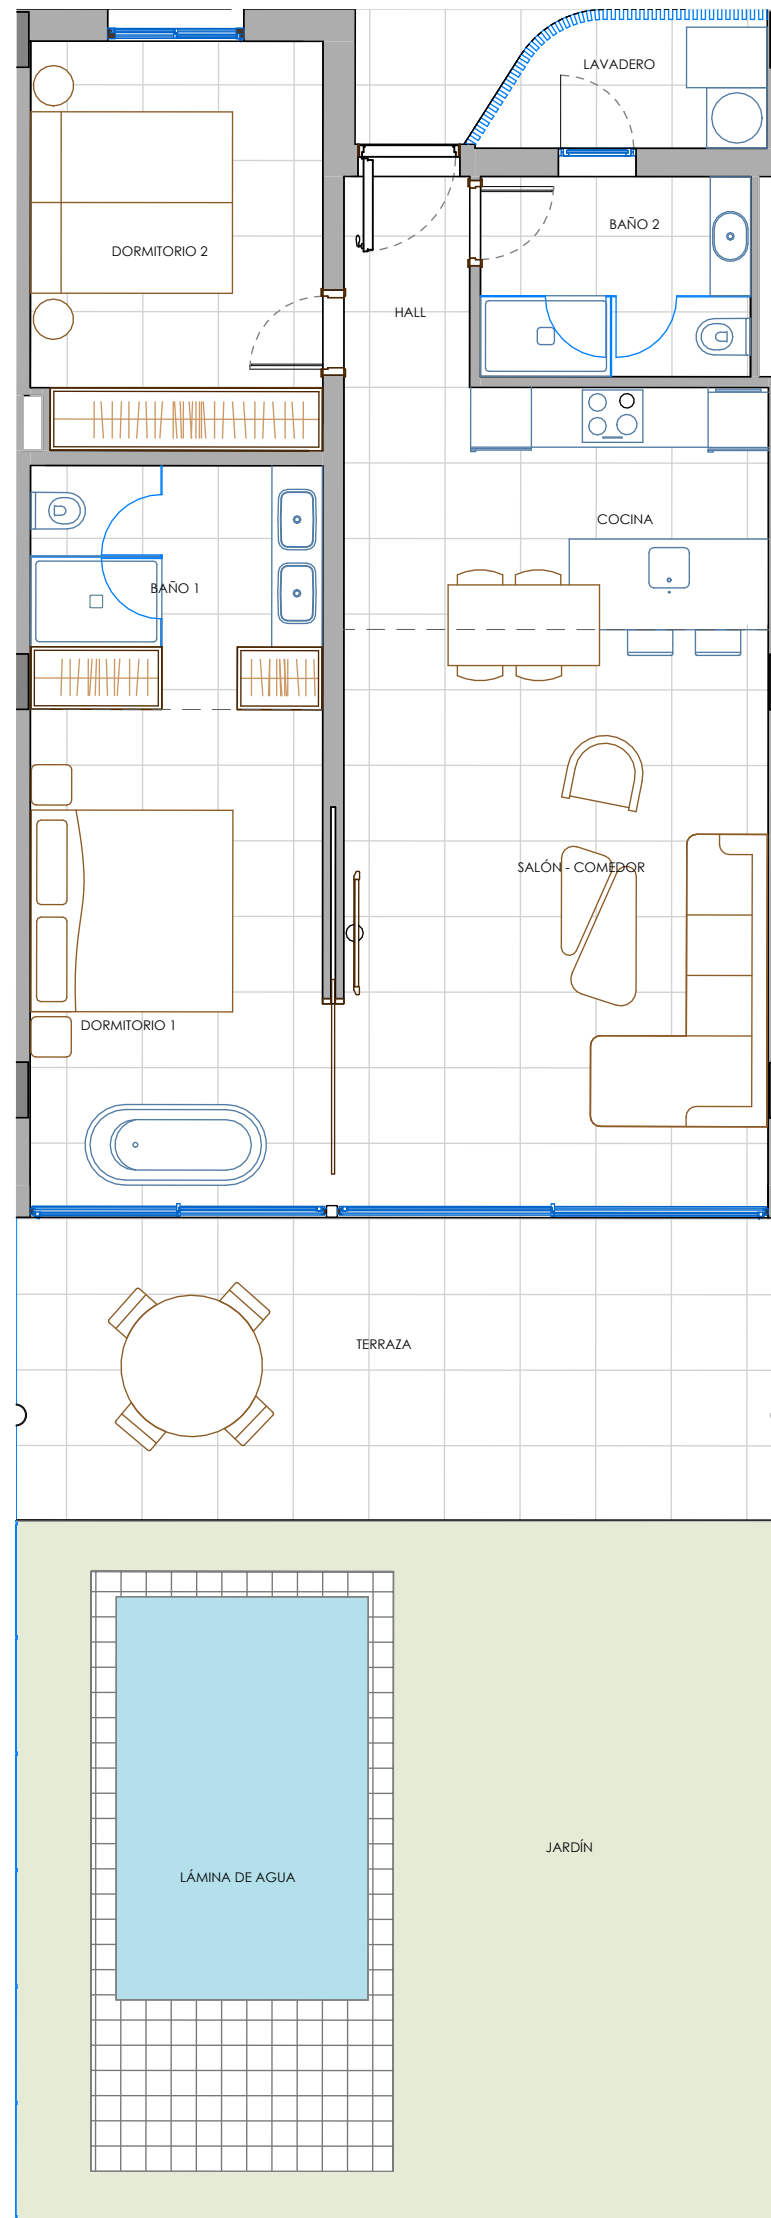 LAVADERO
BAÑO 2
DORMITORIO 2
HALL
COCINA
BAÑO 1
SALÓN - COMEDOR
DORMITORIO 1
TERRAZA
JARDÍN
LÁMINA DE AGUA